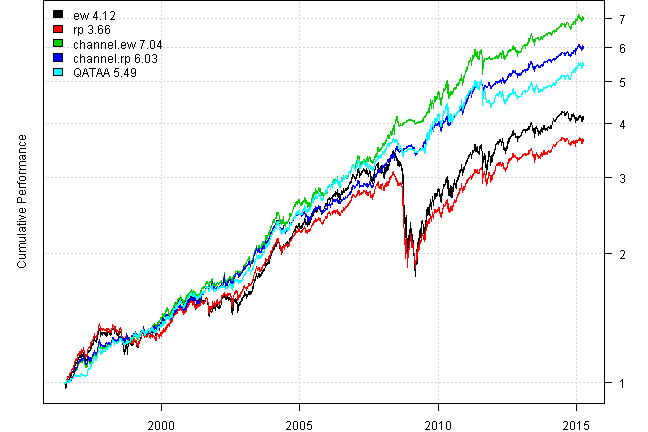 ew 4.12
rp 3.66
channel.ew 7.04
channel.rp 6.03
QATAA 5.49
Cumulative Performance
7
6
5
4
3
2
1
2000 2005 2010 2015